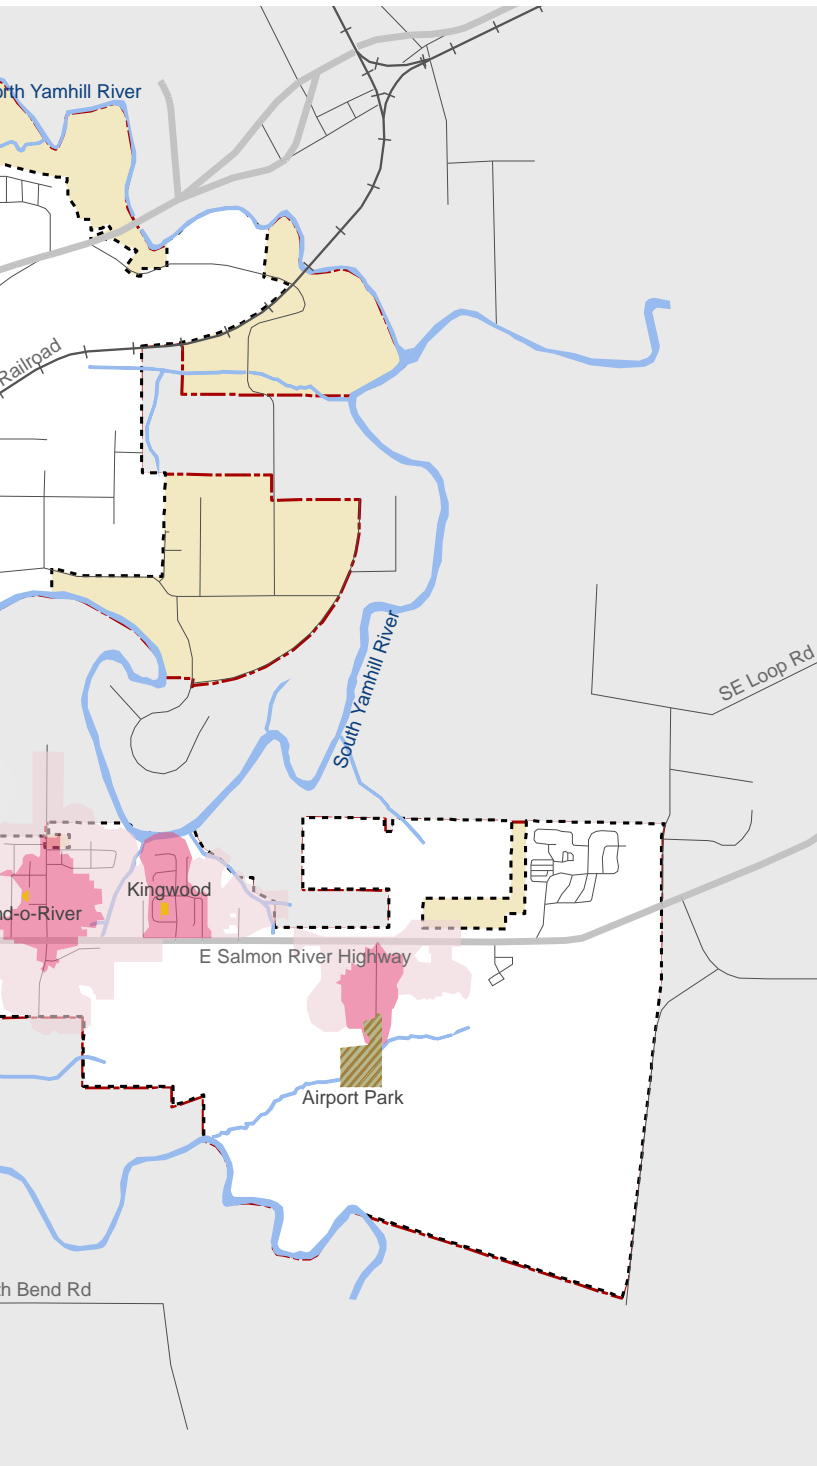 rth Yamhill River
Railroad
South Yamhill River
SE Loop Rd
Kingwood
nd-o-River
E Salmon River Highway
Airport Park
th Bend Rd